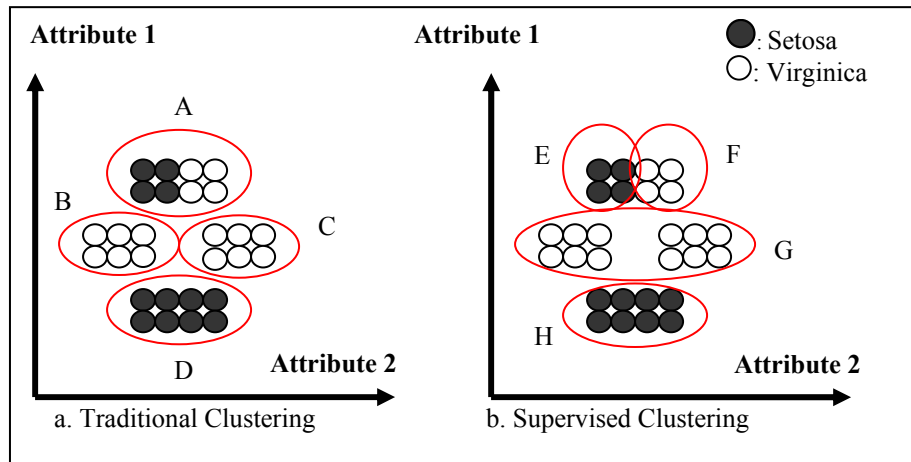 Attribute 1
A
B
C
D
Attribute 2
a. Traditional Clustering
Attribute 1
: Setosa
: Virginica
E
F
G
H
Attribute 2
b. Supervised Clustering